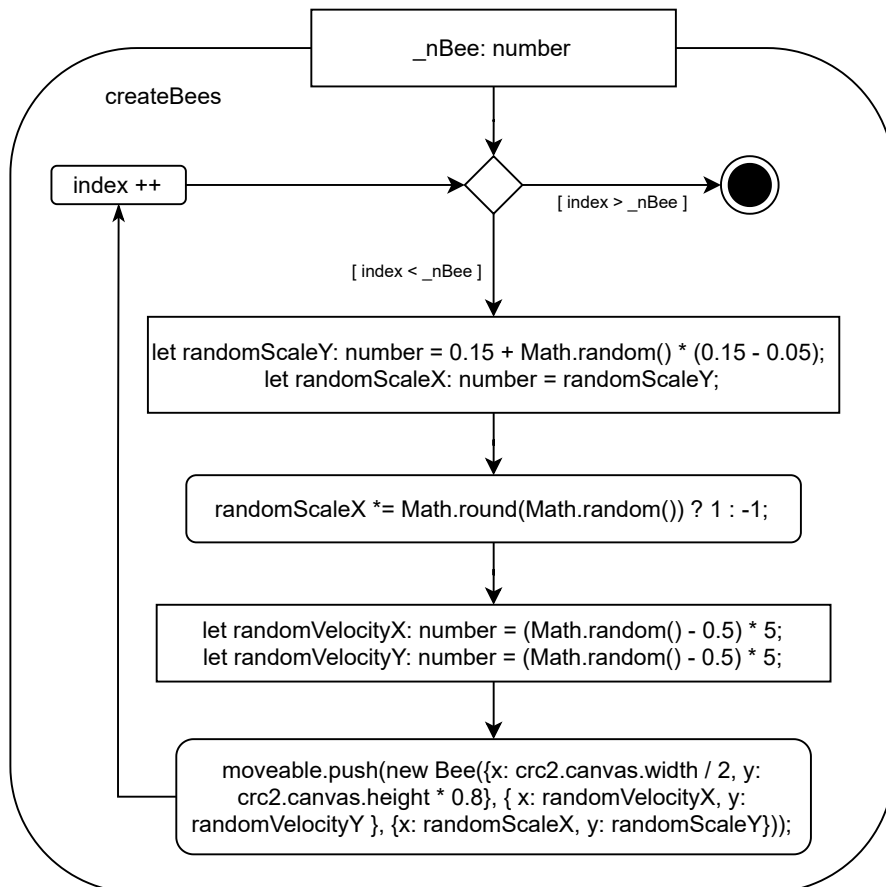 _nBee: number
createBees
index ++
[ index > _nBee ]
[ index < _nBee ]
let randomScaleY: number = 0.15 + Math.random() * (0.15 - 0.05);
let randomScaleX: number = randomScaleY;
randomScaleX *= Math.round(Math.random()) ? 1 : -1;
let randomVelocityX: number = (Math.random() - 0.5) * 5;
let randomVelocityY: number = (Math.random() - 0.5) * 5;
moveable.push(new Bee({x: crc2.canvas.width / 2, y:
crc2.canvas.height * 0.8}, { x: randomVelocityX, y:
randomVelocityY }, {x: randomScaleX, y: randomScaleY}));